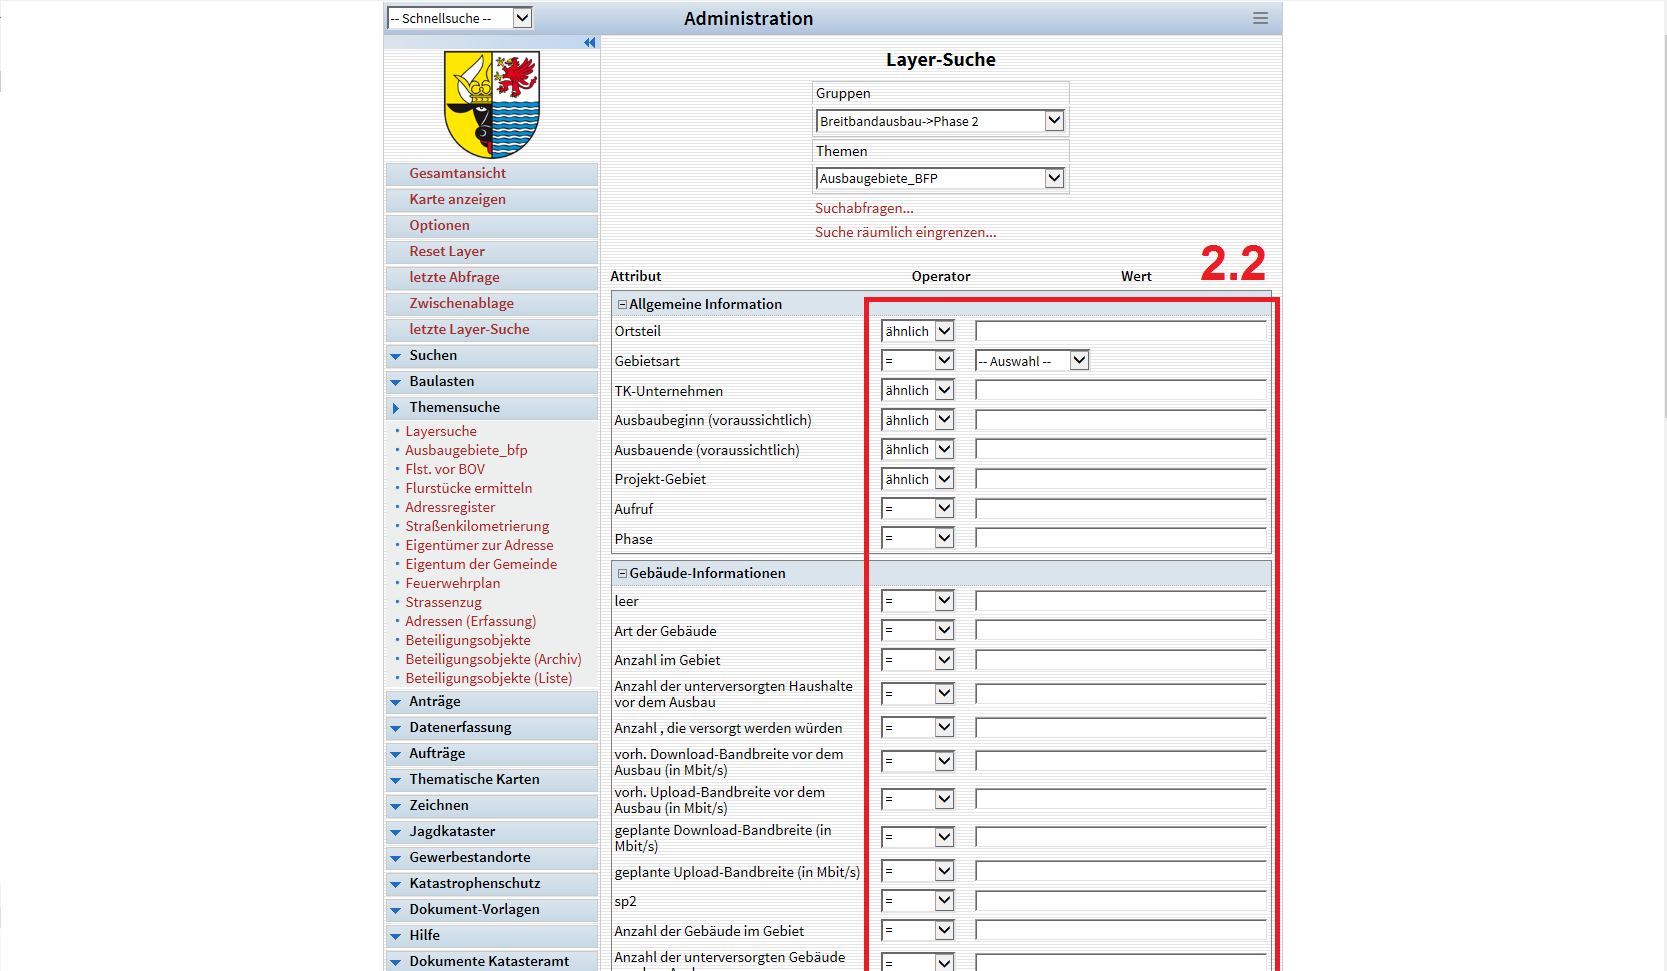 -- Schnellsuche --
Administration
Gesamtansicht
Karte anzeigen
Optionen
Reset Layer
letzte Abfrage
Zwischenablage
letzte Layer-Suche
Suchen
Baulasten
Themensuche
Layersuche
Ausbaugebiete_bfp
Flst. vor BOV
Flurstücke ermitteln
Adressregister
Straßenkilometrierung
Eigentümer zur Adresse
Eigentum der Gemeinde
Feuerwehrplan
Strassenzug
Adressen (Erfassung)
Beteiligungsobjekte
Beteiligungsobjekte (Archiv)
Beteiligungsobjekte (Liste)
Anträge
Datenerfassung
Aufträge
Thematische Karten
Zeichnen
Jagdkataster
Gewerbestandorte
Katastrophenschutz
Dokument-Vorlagen
Hilfe
Dokumente Katasteramt
Layer-Suche
Gruppen
Breitbandausbau->Phase 2
Themen
Ausbaugebiete_BFP
Suchabfragen...
Suche räumlich eingrenzen...
2.2
Attribut Operator Wert
Allgemeine Information
Ortsteil ähnlich
Gebietsart = -- Auswahl --
TK-Unternehmen ähnlich
Ausbaubeginn (voraussichtlich) ähnlich
Ausbauende (voraussichtlich) ähnlich
Projekt-Gebiet ähnlich
Aufruf =
Phase =
Gebäude-Informationen
leer =
Art der Gebäude =
Anzahl im Gebiet =
Anzahl der unterversorgten Haushalte
vor dem Ausbau =
Anzahl , die versorgt werden würden =
vorh. Download-Bandbreite vor dem
Ausbau (in Mbit/s) =
vorh. Upload-Bandbreite vor dem
Ausbau (in Mbit/s) =
geplante Download-Bandbreite (in
Mbit/s) =
geplante Upload-Bandbreite (in Mbit/s) =
sp2 =
Anzahl der Gebäude im Gebiet =
Anzahl der unterversorgten Gebäude =